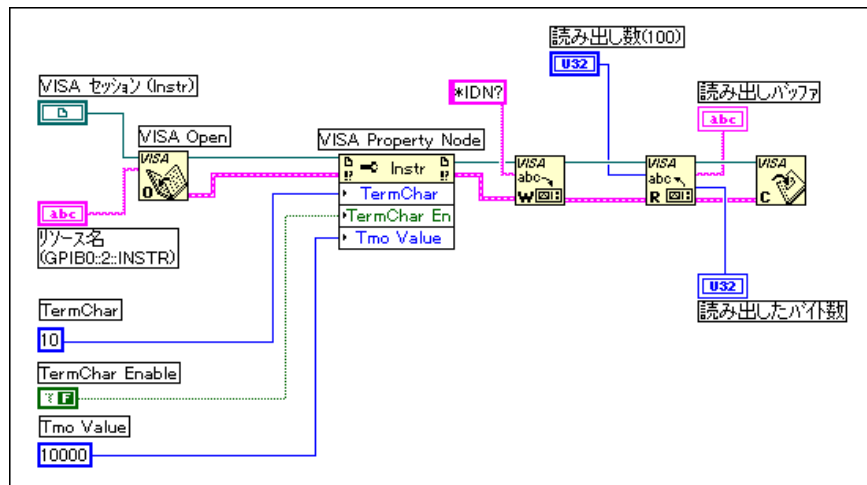 読み出し数(100)
U32
VISA セッション (Instr)
*IDN?
読み出しバッファ
abc
VISA Open
VISA Property Node
VISA
O
Instr
TermChar
TermChar En
Tmo Value
VISA
abc
W
VISA
abc
R
VISA
C
abc
リソース名
(GPIB0::2::INSTR)
U32
読み出したバイト数
TermChar
10
TermChar Enable
F
Tmo Value
10000